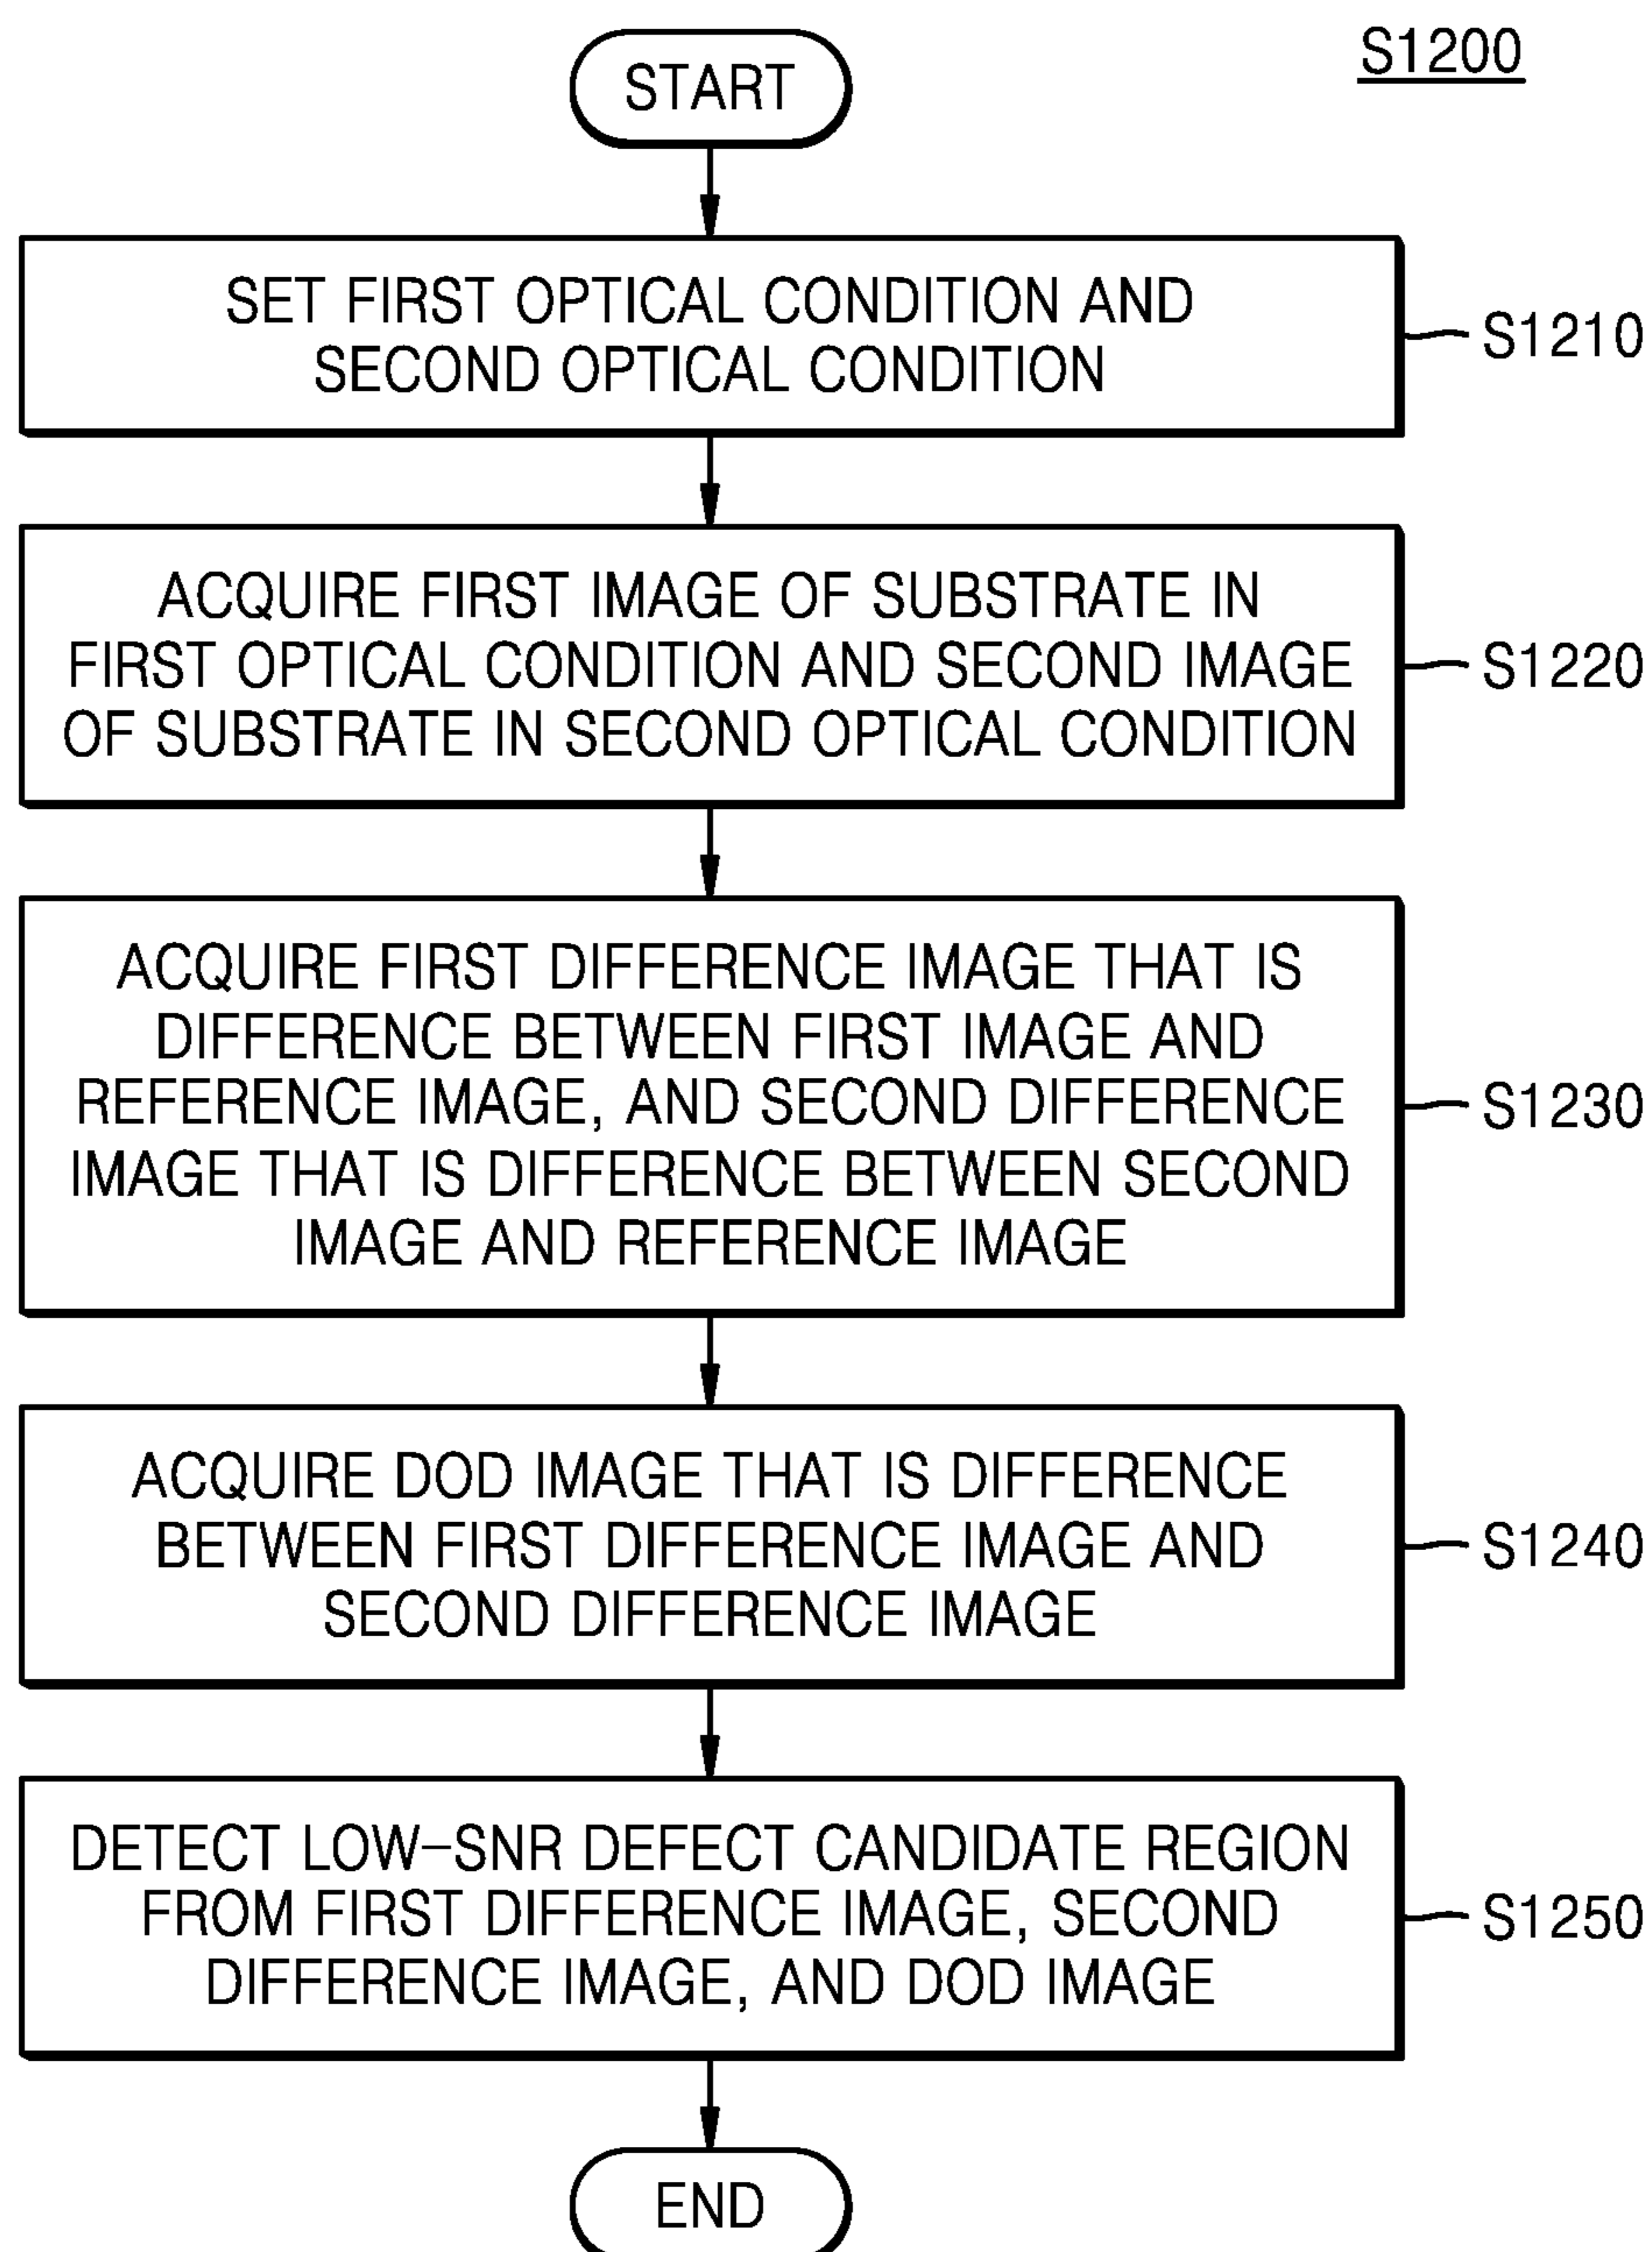 S1200
START
SET FIRST OPTICAL CONDITION AND
SECOND OPTICAL CONDITION
S1210
ACQUIRE FIRST IMAGE OF SUBSTRATE IN
FIRST OPTICAL CONDITION AND SECOND IMAGE
OF SUBSTRATE IN SECOND OPTICAL CONDITION
S1220
ACQUIRE FIRST DIFFERENCE IMAGE THAT IS
DIFFERENCE BETWEEN FIRST IMAGE AND
REFERENCE IMAGE, AND SECOND DIFFERENCE
IMAGE THAT IS DIFFERENCE BETWEEN SECOND
IMAGE AND REFERENCE IMAGE
S1230
ACQUIRE DOD IMAGE THAT IS DIFFERENCE
BETWEEN FIRST DIFFERENCE IMAGE AND
SECOND DIFFERENCE IMAGE
S1240
DETECT LOW-SNR DEFECT CANDIDATE REGION
FROM FIRST DIFFERENCE IMAGE, SECOND
DIFFERENCE IMAGE, AND DOD IMAGE
S1250
END